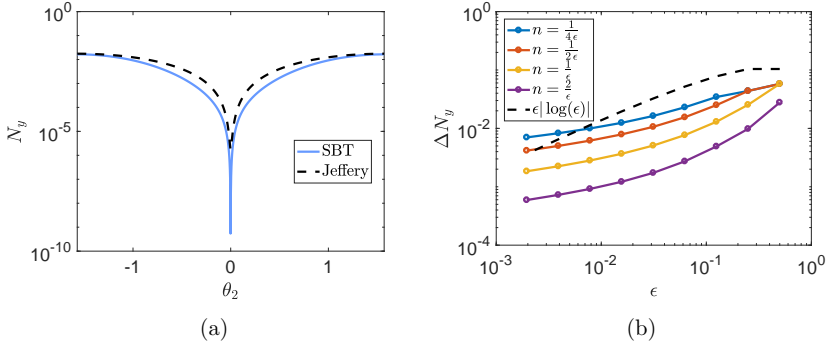 10^0
10^-5
10^-10
N_y
-1 0 1
θ_2
SBT
Jeffery
(a)
10^0
10^-2
10^-4
ΔN_y
10^-3 10^-2 10^-1 10^0
ϵ
n = 1/4ϵ
n = 1/2ϵ
n = 1/ϵ
n = 2/ϵ
ϵ| log(ϵ)|
(b)